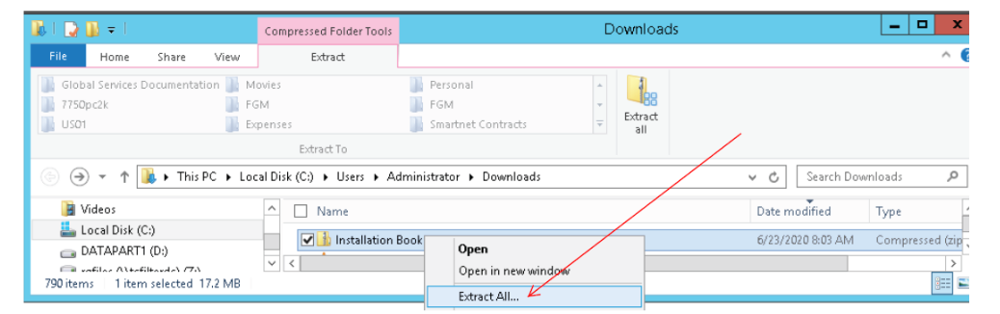 Compressed Folder Tools Downloads
File Home Share View Extract
Global Services Documentation Movies Personal
7750pc2k FGM FGM
US01 Expenses Smartnet Contracts
Extract all
Extract To
This PC Local Disk (C:) Users Administrator Downloads Search Downloads
Videos Name Date modified Type
Local Disk (C:) Installation Book 6/23/2020 8:03 AM Compressed (zip
DATAPART1 (D:) Open
Open in new window
790 items 1 item selected 17.2 MB
Extract All...